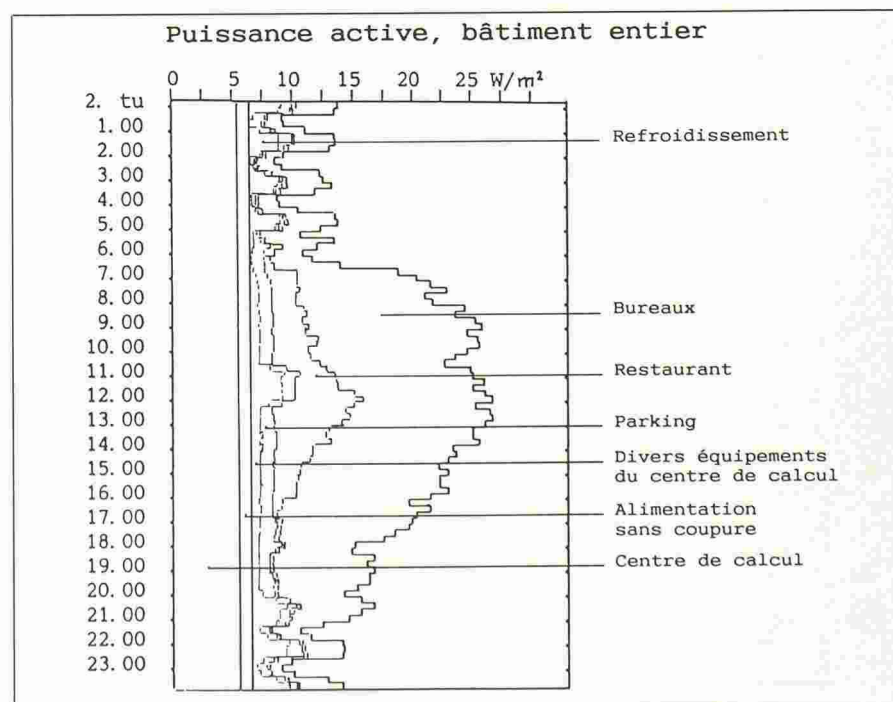 Puissance active, bâtiment entier
0 5 10 15 20 25 W/m²
2. tu
1.00
Refroidissement
2.00
3.00
4.00
5.00
6.00
7.00
8.00
Bureaux
9.00
10.00
11.00
Restaurant
12.00
13.00
Parking
14.00
Divers équipements
15.00
du centre de calcul
16.00
Alimentation
17.00
sans coupure
18.00
Centre de calcul
19.00
20.00
21.00
22.00
23.00